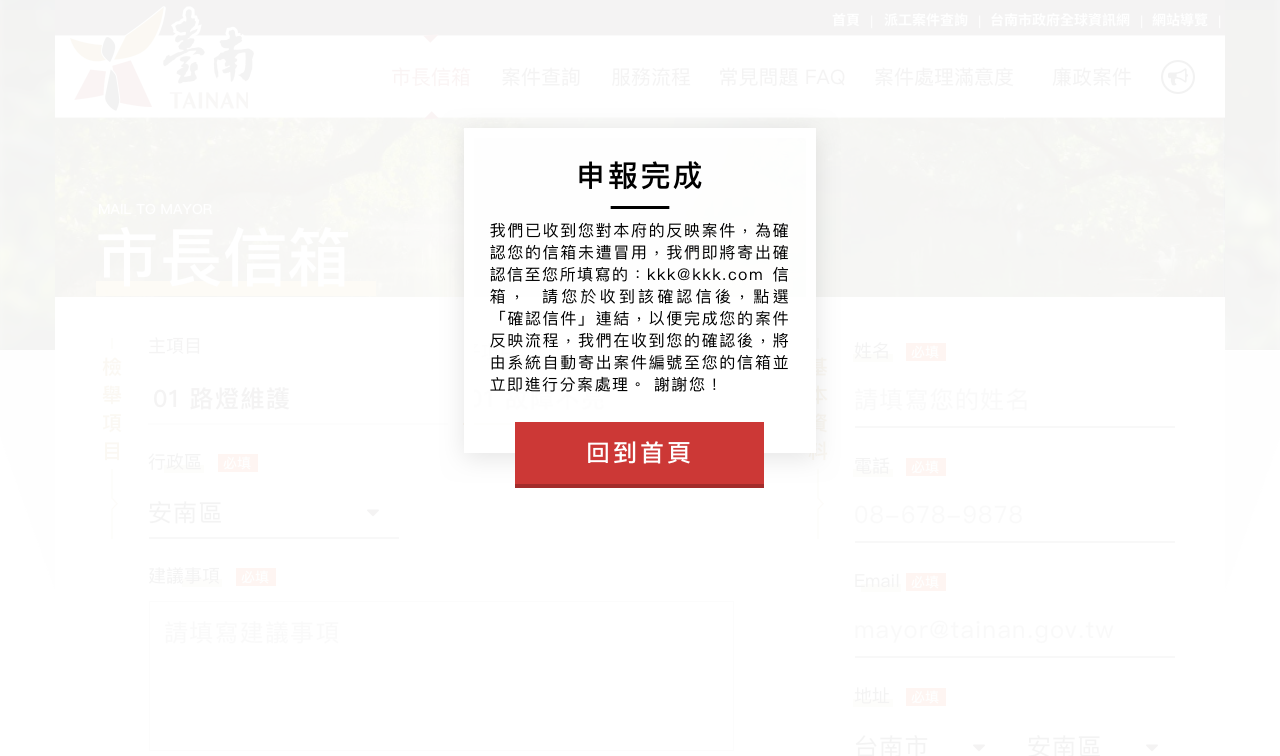 首頁 | 派工案件查詢 | 台南市政府全球資訊網 | 網站導覽 |
臺南
TAINAN
市長信箱 案件查詢 服務流程 常見問題 FAQ 案件處理滿意度 廉政案件
MAIL TO MAYOR
市長信箱
申報完成
我們已收到您對本府的反映案件，為確
認您的信箱未遭冒用，我們即將寄出確
認信至您所填寫的：kkk@kkk.com 信
箱， 請您於收到該確認信後，點選
「確認信件」連結，以便完成您的案件
反映流程，我們在收到您的確認後，將
由系統自動寄出案件編號至您的信箱並
立即進行分案處理。 謝謝您！
回到首頁
檢舉項目
主項目
01 路燈維護
行政區 必填
安南區
建議事項 必填
請填寫建議事項
姓名 必填
請填寫您的姓名
電話 必填
08-678-9878
Email 必填
mayor@tainan.gov.tw
地址 必填
台南市 安南區